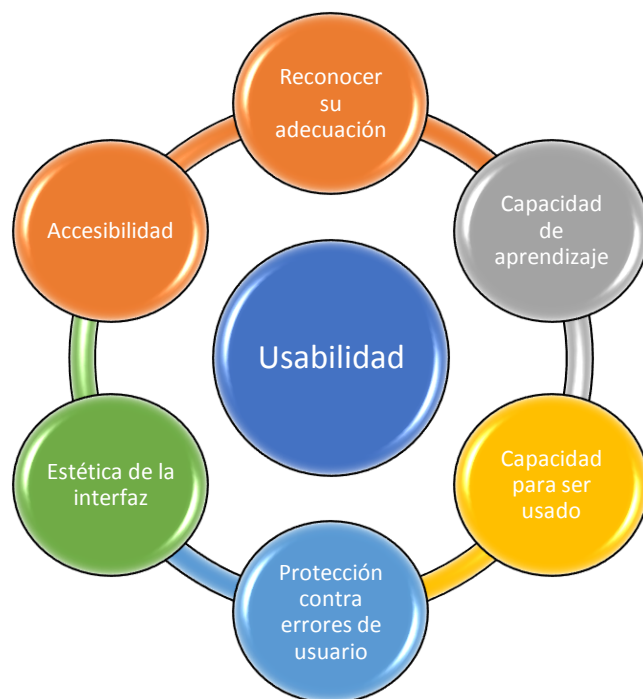 Reconocer
su
adecuación
Accesibilidad
Capacidad
de
aprendizaje
Usabilidad
Estética de la
interfaz
Capacidad
para ser
usado
Protección
contra
errores de
usuario